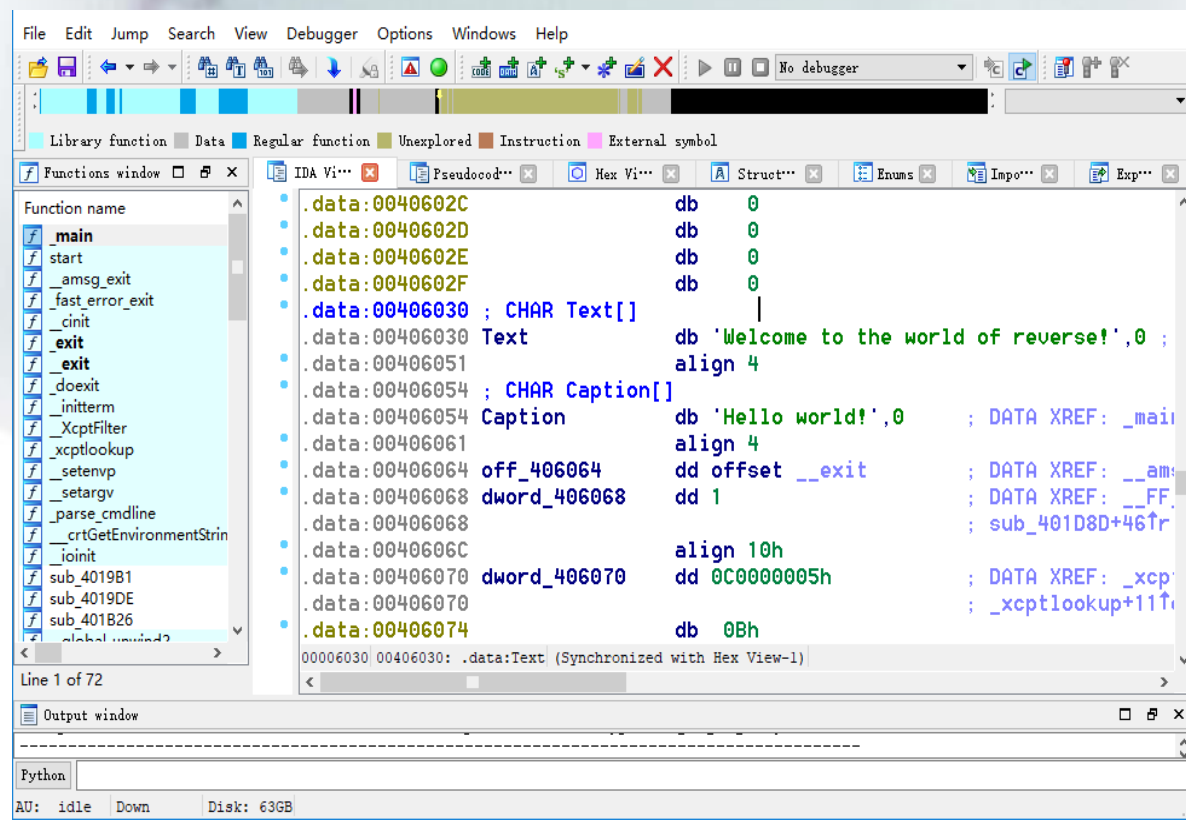 File Edit Jump Search View Debugger Options Windows Help
No debugger
Library function Data Regular function Unexplored Instruction External symbol
Functions window
IDA Vi··· Pseudocod··· Hex Vi··· Struct··· Enums Impo··· Exp···
Function name
_main
start
__amsg_exit
_fast_error_exit
__cinit
_exit
__exit
_doexit
__initterm
__XcptFilter
_xcptlookup
__setenvp
__setargv
_parse_cmdline
__crtGetEnvironmentStrin
__ioinit
sub_4019B1
sub_4019DE
sub_401B26
__global_unwind2
Line 1 of 72
.data:0040602C db 0
.data:0040602D db 0
.data:0040602E db 0
.data:0040602F db 0
.data:00406030 ; CHAR Text[]
.data:00406030 Text db 'Welcome to the world of reverse!',0 ;
.data:00406051 align 4
.data:00406054 ; CHAR Caption[]
.data:00406054 Caption db 'Hello world!',0 ; DATA XREF: _mai
.data:00406061 align 4
.data:00406064 off_406064 dd offset __exit ; DATA XREF: __am
.data:00406068 dword_406068 dd 1 ; DATA XREF: __FF_
.data:00406068 ; sub_401D8D+46↑r
.data:0040606C align 10h
.data:00406070 dword_406070 dd 0C0000005h ; DATA XREF: _xcp
.data:00406070 ; _xcptlookup+11↑
.data:00406074 db 0Bh
00006030 00406030: .data:Text (Synchronized with Hex View-1)
Output window
Python
AU: idle Down Disk: 63GB